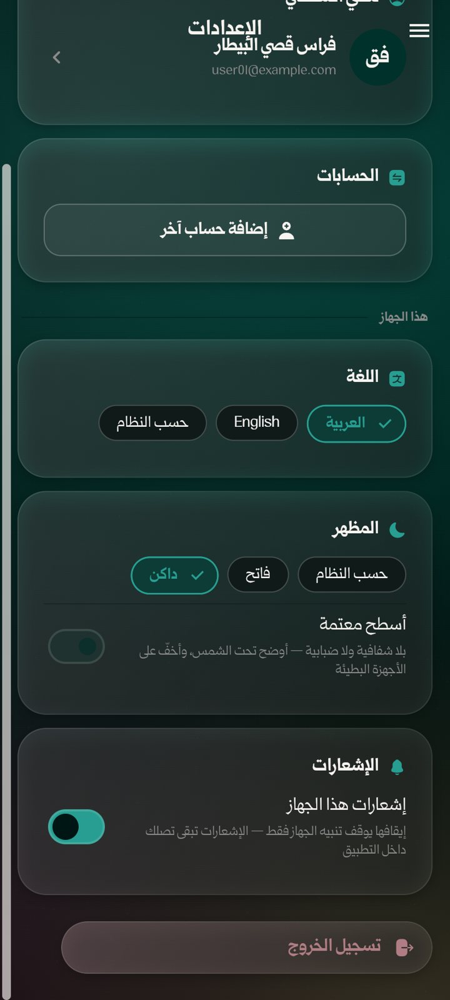 الإعدادات
فق
فراس قصي البيطار
user01@example.com
الحسابات
إضافة حساب آخر
هذا الجهاز
اللغة
العربية
English
حسب النظام
المظهر
حسب النظام
فاتح
داكن
أسطح معتمة
بلا شفافية ولا ضبابية — أوضح تحت الشمس، وأخفّ على
الأجهزة البطيئة
الإشعارات
إشعارات هذا الجهاز
إيقافها يوقف تنبيه الجهاز فقط — الإشعارات تبقى تصلك
داخل التطبيق
تسجيل الخروج